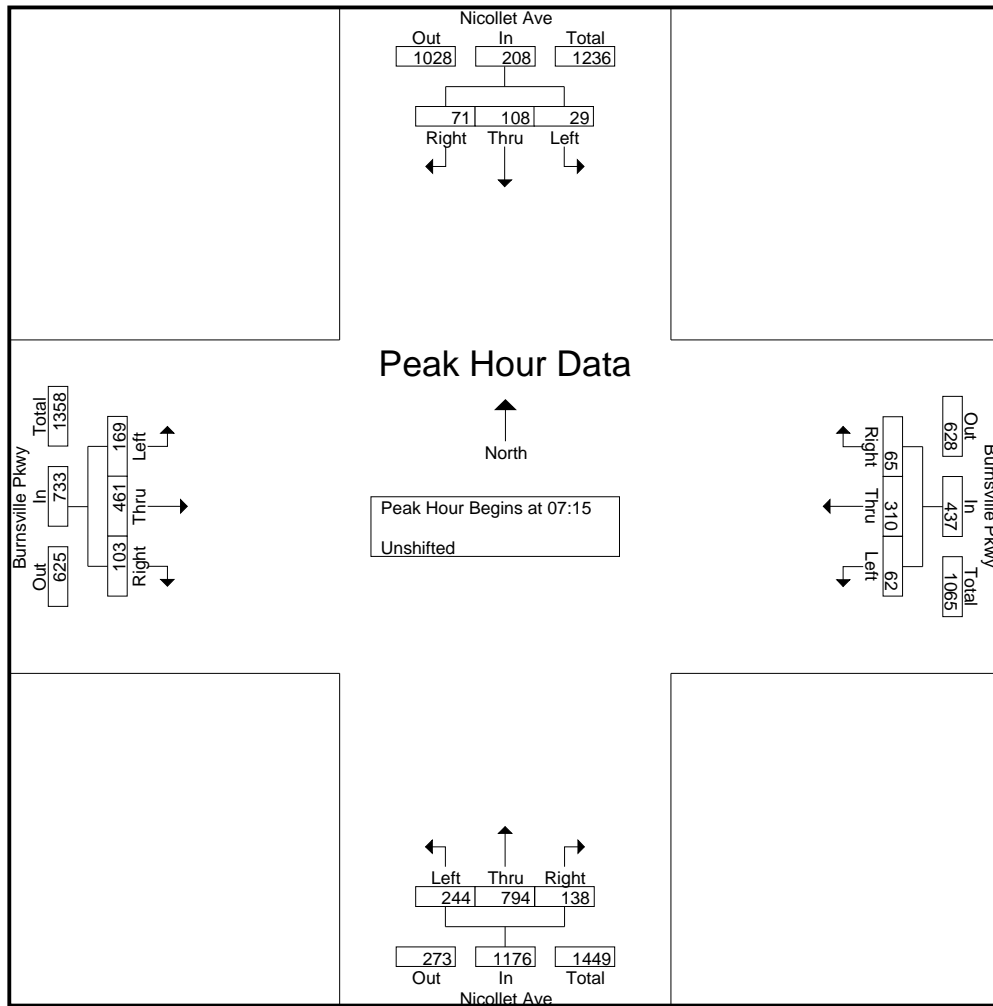 Nicollet Ave
Out In Total
1028 208 1236
71 108 29
Right Thru Left
Peak Hour Data
North
Peak Hour Begins at 07:15
Unshifted
Burnsville Pkwy
Out In Total
625 733 1358
103 461 169
Right Thru Left
Burnsville Pkwy
Out In Total
628 437 1065
65 310 62
Right Thru Left
Left Thru Right
244 794 138
273 1176 1449
Out In Total
Nicollet Ave